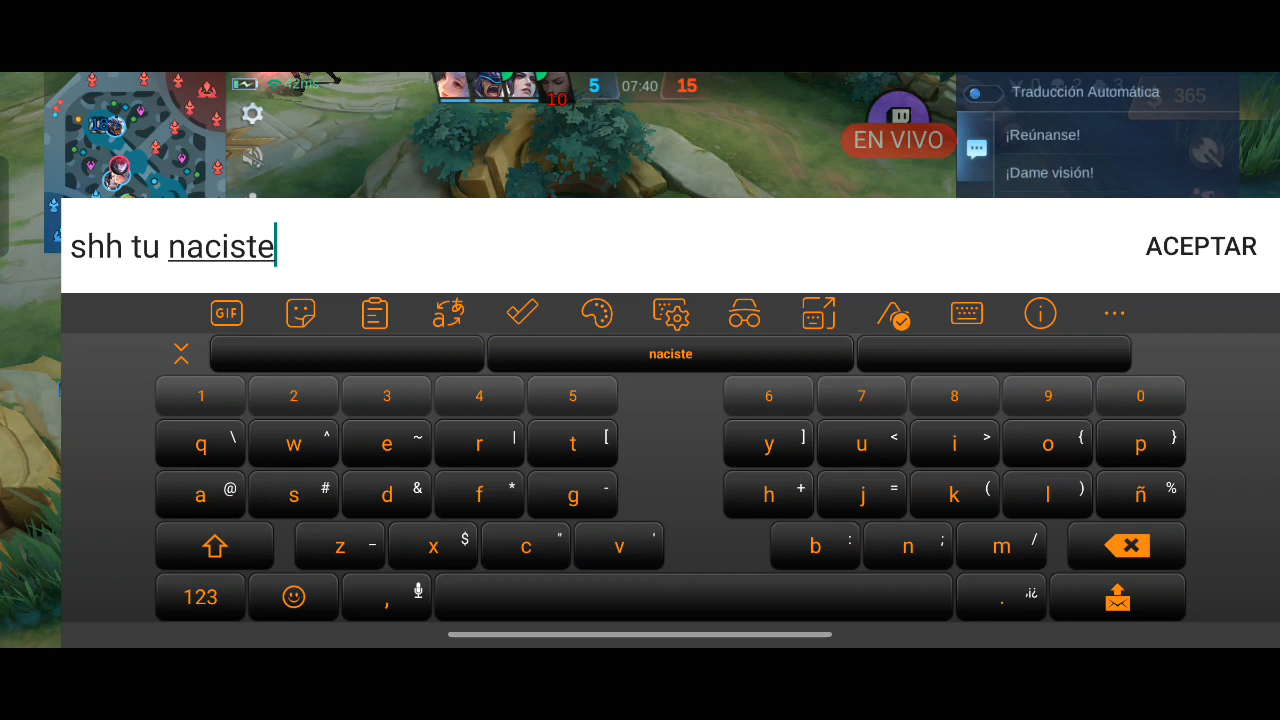 42ms
10
5 07:40 15
Traducción Automática
365
EN VIVO
¡Reúnanse!
¡Dame visión!
shh tu naciste
ACEPTAR
GIF
naciste
1 2 3 4 5 6 7 8 9 0
q \ w ^ e ~ r | t [ y ] u < i > o { p }
a @ s # d & f * g - h + j = k ( l ) ñ %
z _ x $ c " v ' b : n ; m /
123 , . ,i¿